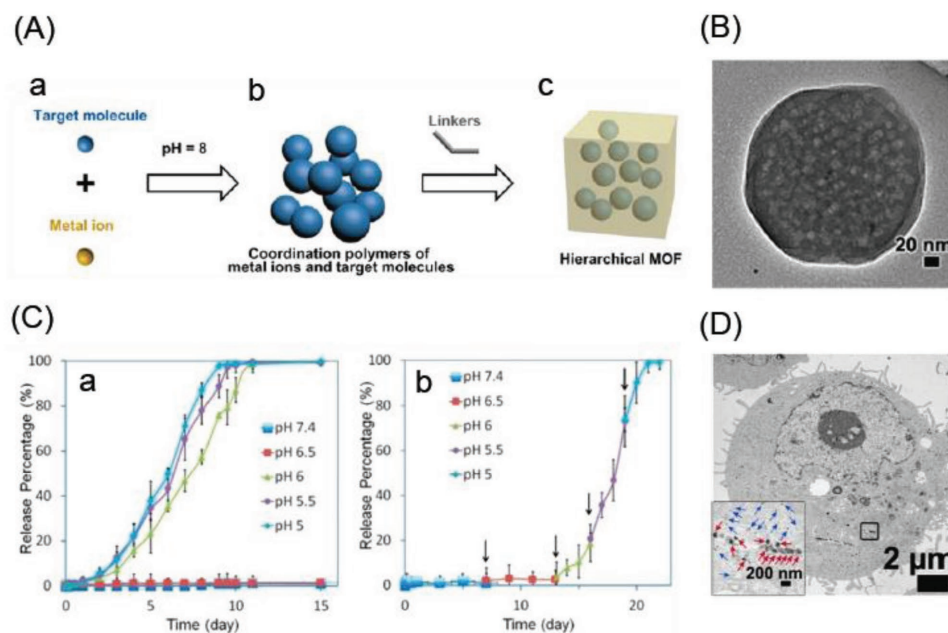 (A)
a
b
c
Target molecule
+
Metal ion
pH = 8
Linkers
Coordination polymers of
metal ions and target molecules
Hierarchical MOF
(B)
20 nm
(C)
a
Release Percentage (%)
100
80
60
40
20
0
pH 7.4
pH 6.5
pH 6
pH 5.5
pH 5
0
5
10
15
Time (day)
b
Release Percentage (%)
100
80
60
40
20
0
pH 7.4
pH 6.5
pH 6
pH 5.5
pH 5
0
10
20
Time (day)
(D)
200 nm
2 µm